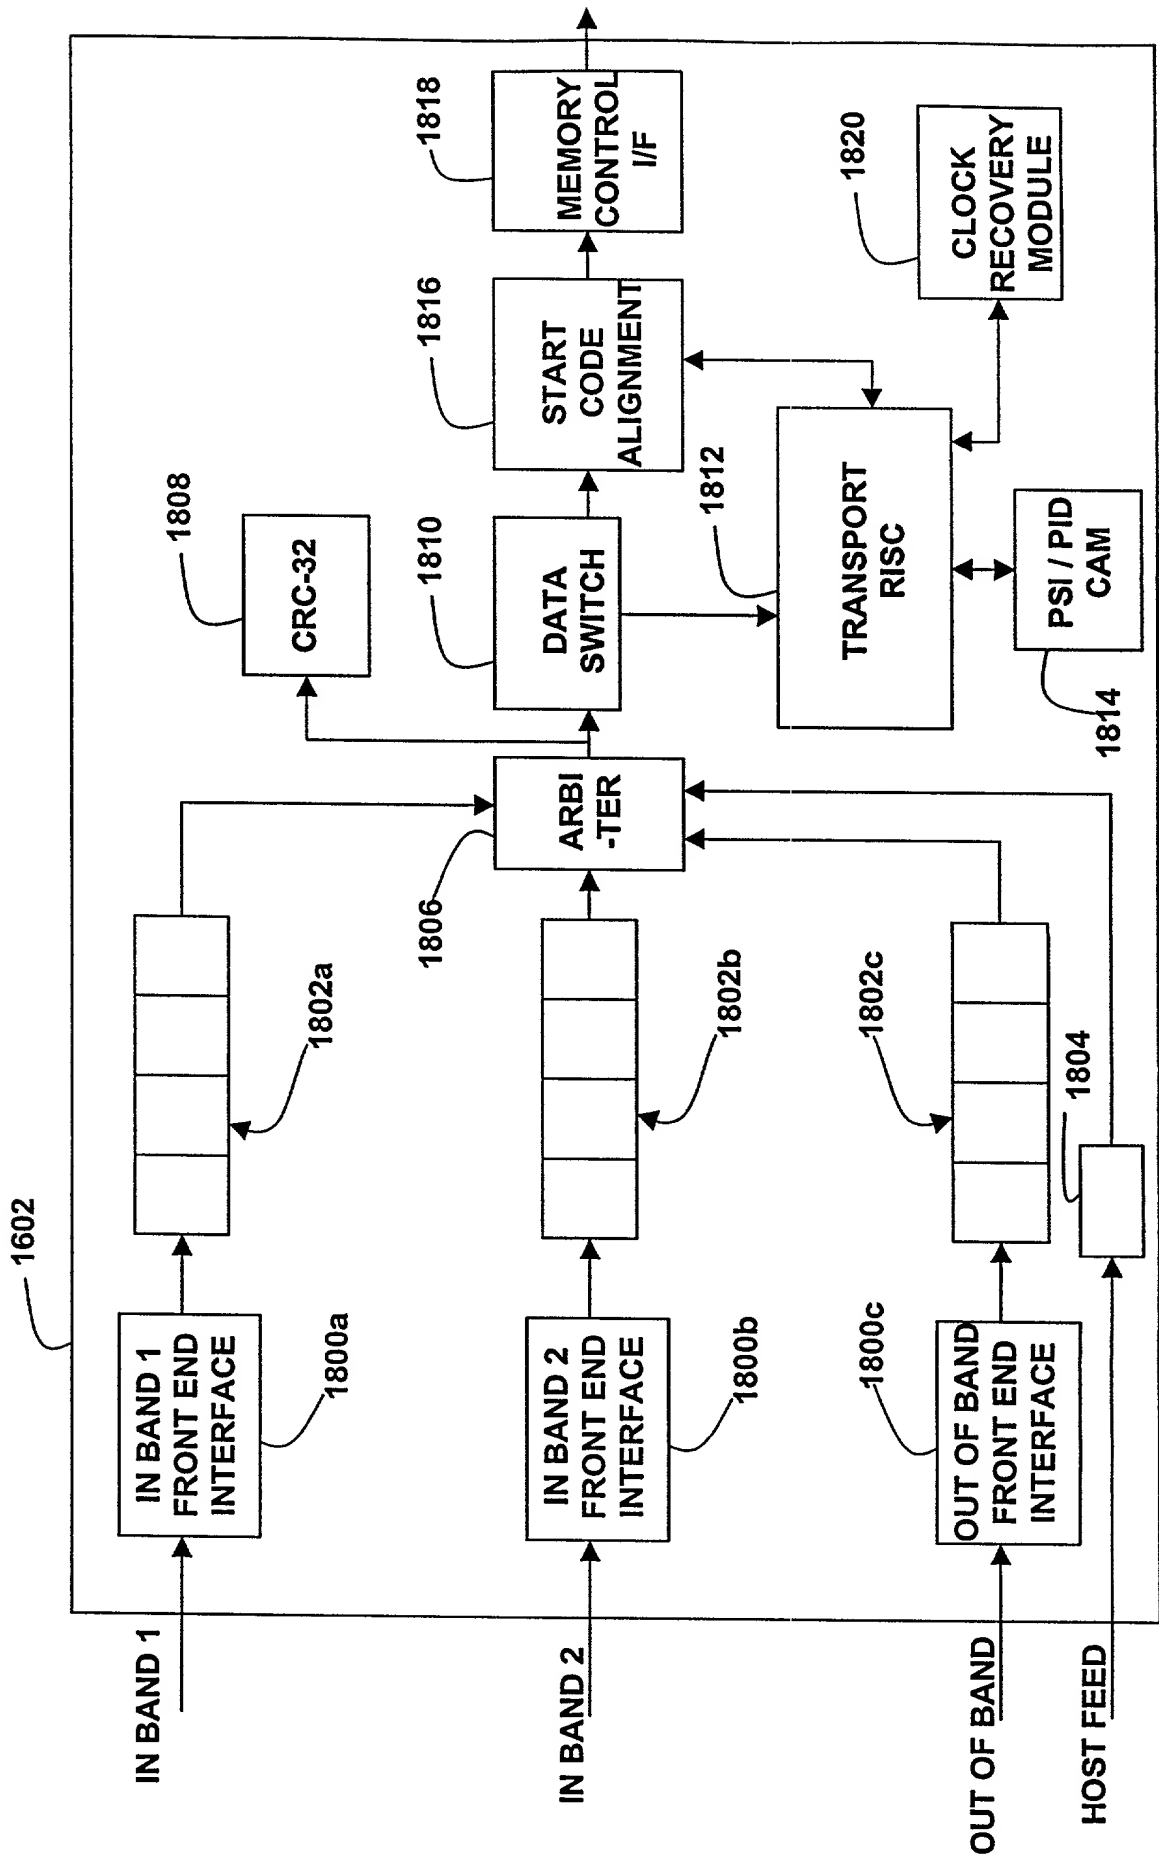 1602
IN BAND 1
IN BAND 1
FRONT END
INTERFACE
1800a
1802a
IN BAND 2
IN BAND 2
FRONT END
INTERFACE
1800b
1802b
OUT OF BAND
OUT OF BAND
FRONT END
INTERFACE
1800c
1802c
HOST FEED
1804
1806
ARBI
-TER
1808
CRC-32
1810
DATA
SWITCH
1812
TRANSPORT
RISC
1814
PSI / PID
CAM
1816
START
CODE
ALIGNMENT
1818
MEMORY
CONTROL
I/F
1820
CLOCK
RECOVERY
MODULE